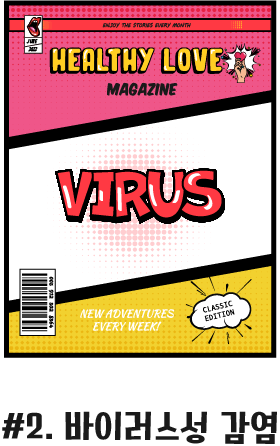 ENJOY THE STORIES EVERY MONTH
JUNE
HEALTHY LOVE
MAGAZINE
VIRUS
NEW ADVENTURES
EVERY WEEK!
CLASSIC
EDITION
#2. 바이러스성 감염